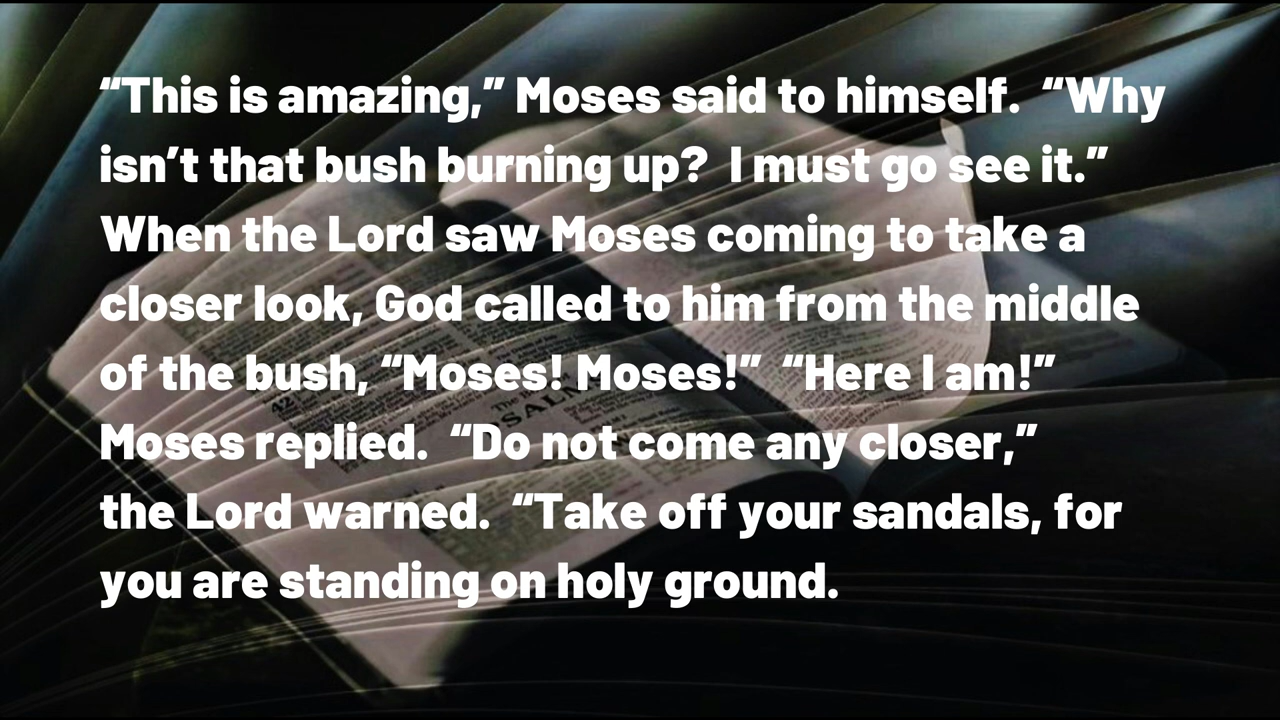 “This is amazing,” Moses said to himself.  “Why
isn’t that bush burning up?  I must go see it.”
When the Lord saw Moses coming to take a
closer look, God called to him from the middle
of the bush, “Moses! Moses!”  “Here I am!”
Moses replied.  “Do not come any closer,”
the Lord warned.  “Take off your sandals, for
you are standing on holy ground.
42
SALM